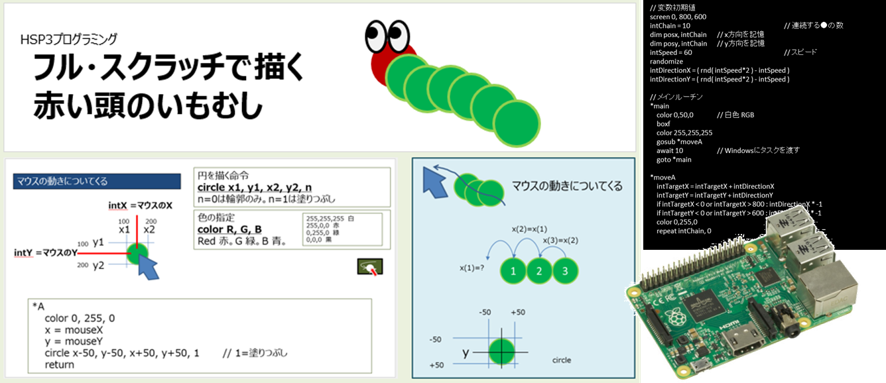 HSP3プログラミング
フル・スクラッチで描く
赤い頭のいもむし
マウスの動きについてくる
intX =マウスのX
100 200
x1 x2
intY =マウスのY
100 y1
200 y2
円を描く命令
circle x1, y1, x2, y2, n
n=0は輪郭のみ。n=1は塗りつぶし
色の指定
color R, G, B
Red 赤。G 緑。B 青。
255,255,255 白
255,0,0 赤
0,255,0 緑
0,0,0 黒
*A
color 0, 255, 0
x = mouseX
y = mouseY
circle x-50, y-50, x+50, y+50, 1 // 1=塗りつぶし
return
マウスの動きについてくる
x(2)=x(1)
x(3)=x(2)
x(1)=?
1 2 3
-50 +50
-50
y
+50
circle
// 変数初期値
screen 0, 800, 600
intChain = 10 // 連続する●の数
dim posx, intChain // x方向を記憶
dim posy, intChain // y方向を記憶
intSpeed = 60 // スピード
randomize
intDirectionX = ( rnd( intSpeed*2 ) - intSpeed )
intDirectionY = ( rnd( intSpeed*2 ) - intSpeed )
// メインルーチン
*main
color 0,50,0 // 白色 RGB
boxf
color 255,255,255
gosub *moveA
await 10 // Windowsにタスクを渡す
goto *main
*moveA
intTargetX = intTargetX + intDirectionX
intTargetY = intTargetY + intDirectionY
if intTargetX < 0 or intTargetX > 800 : intDirectionX * -1
if intTargetY < 0 or intTargetY > 600 : * -1
color 0,255,0
repeat intChain, 0
HDMI